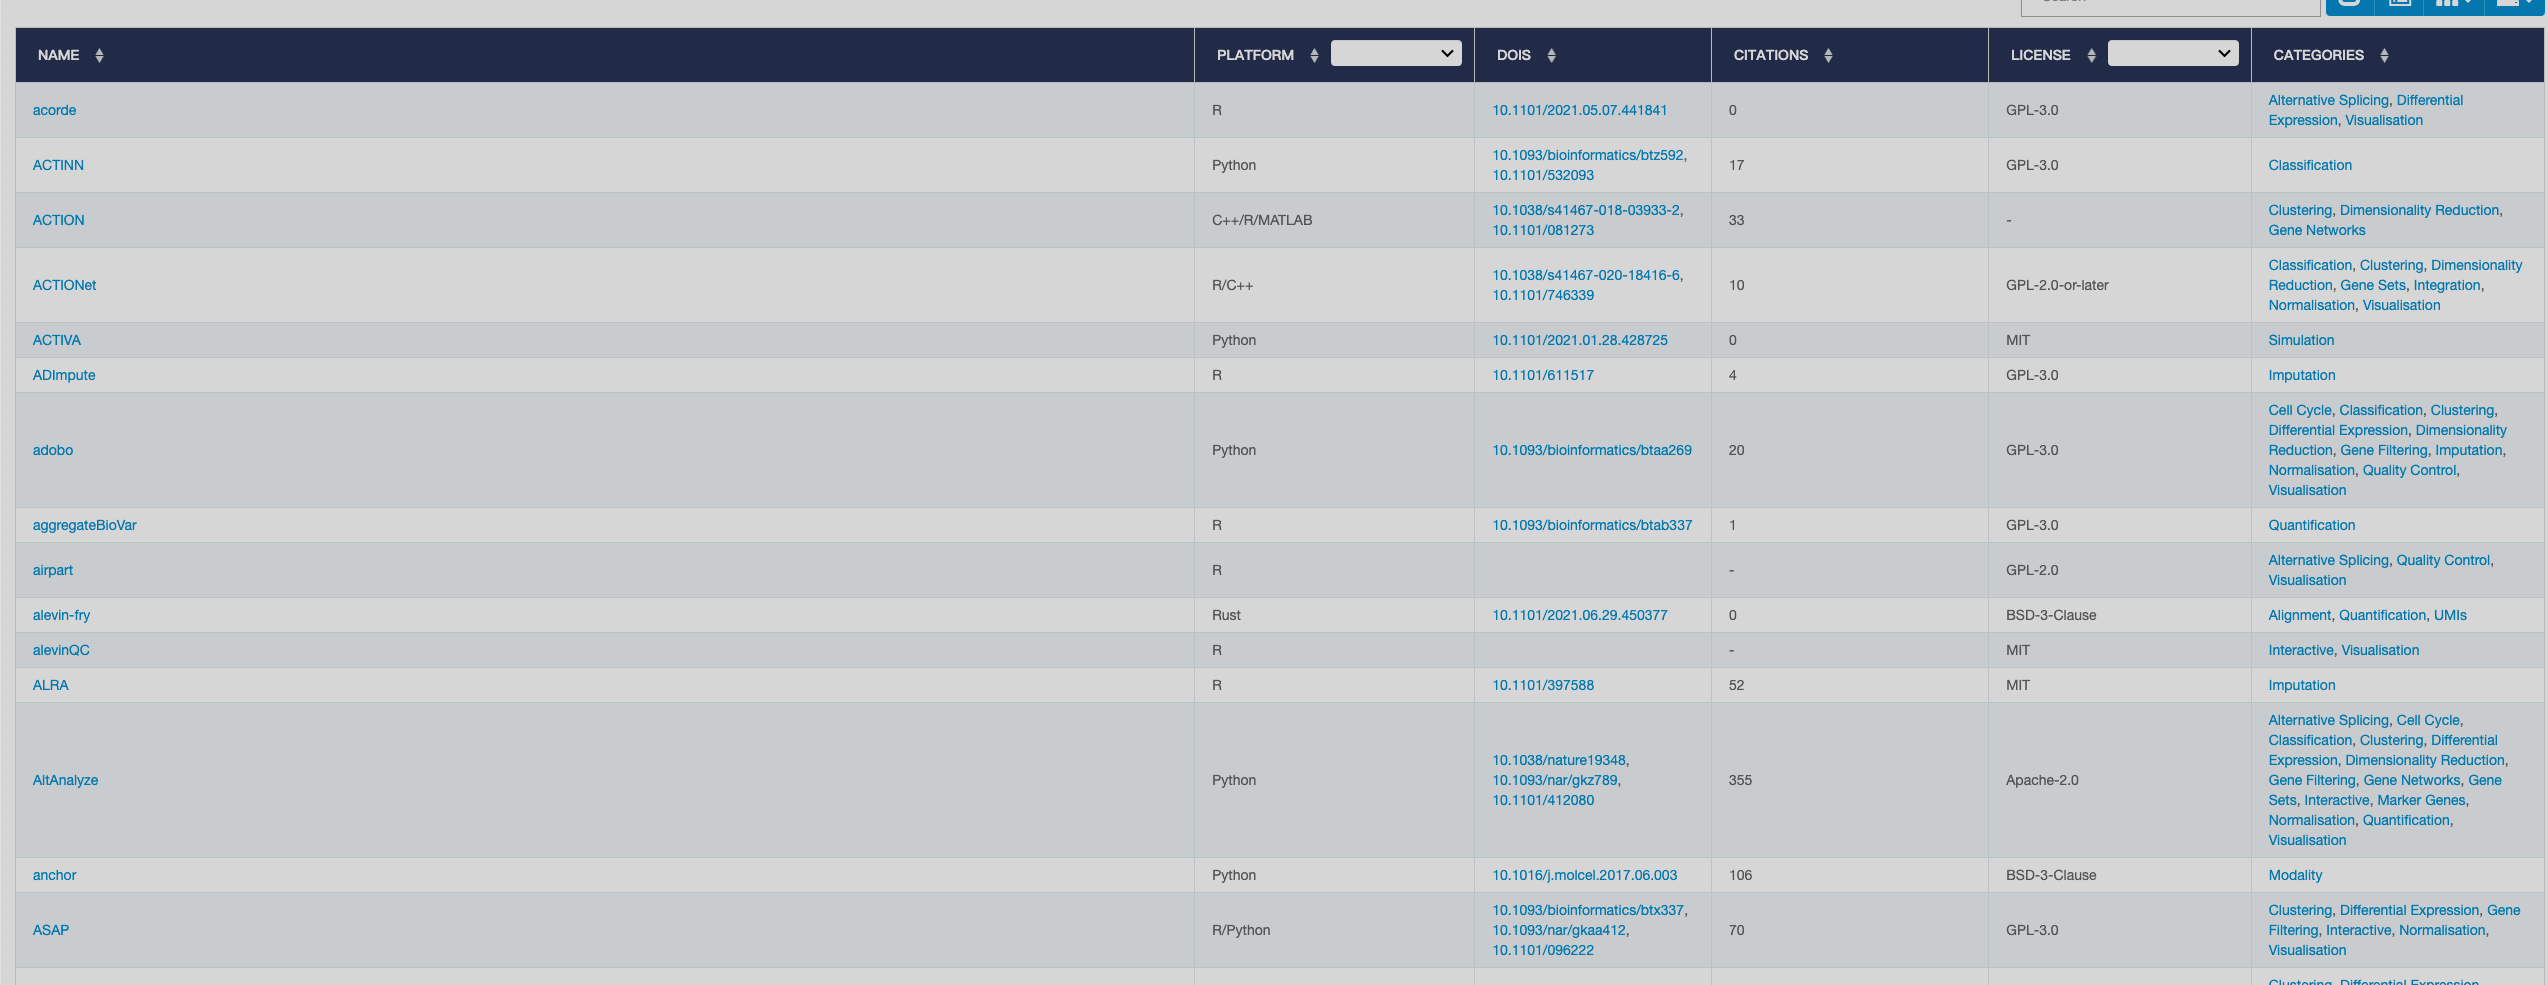 NAME PLATFORM DOIS CITATIONS LICENSE CATEGORIES
acorde R 10.1101/2021.05.07.441841 0 GPL-3.0 Alternative Splicing, Differential
Expression, Visualisation
ACTINN Python 10.1093/bioinformatics/btz592,
10.1101/532093 17 GPL-3.0 Classification
ACTION C++/R/MATLAB 10.1038/s41467-018-03933-2,
10.1101/081273 33 - Clustering, Dimensionality Reduction,
Gene Networks
ACTIONet R/C++ 10.1038/s41467-020-18416-6,
10.1101/746339 10 GPL-2.0-or-later Classification, Clustering, Dimensionality
Reduction, Gene Sets, Integration,
Normalisation, Visualisation
ACTIVA Python 10.1101/2021.01.28.428725 0 MIT Simulation
ADImpute R 10.1101/611517 4 GPL-3.0 Imputation
adobo Python 10.1093/bioinformatics/btaa269 20 GPL-3.0 Cell Cycle, Classification, Clustering,
Differential Expression, Dimensionality
Reduction, Gene Filtering, Imputation,
Normalisation, Quality Control,
Visualisation
aggregateBioVar R 10.1093/bioinformatics/btab337 1 GPL-3.0 Quantification
airpart R - GPL-2.0 Alternative Splicing, Quality Control,
Visualisation
alevin-fry Rust 10.1101/2021.06.29.450377 0 BSD-3-Clause Alignment, Quantification, UMIs
alevinQC R - MIT Interactive, Visualisation
ALRA R 10.1101/397588 52 MIT Imputation
AltAnalyze Python 10.1038/nature19348,
10.1093/nar/gkz789,
10.1101/412080 355 Apache-2.0 Alternative Splicing, Cell Cycle,
Classification, Clustering, Differential
Expression, Dimensionality Reduction,
Gene Filtering, Gene Networks, Gene
Sets, Interactive, Marker Genes,
Normalisation, Quantification,
Visualisation
anchor Python 10.1016/j.molcel.2017.06.003 106 BSD-3-Clause Modality
ASAP R/Python 10.1093/bioinformatics/btx337,
10.1093/nar/gkaa412,
10.1101/096222 70 GPL-3.0 Clustering, Differential Expression, Gene
Filtering, Interactive, Normalisation,
Visualisation
Clustering, Differential Expression,